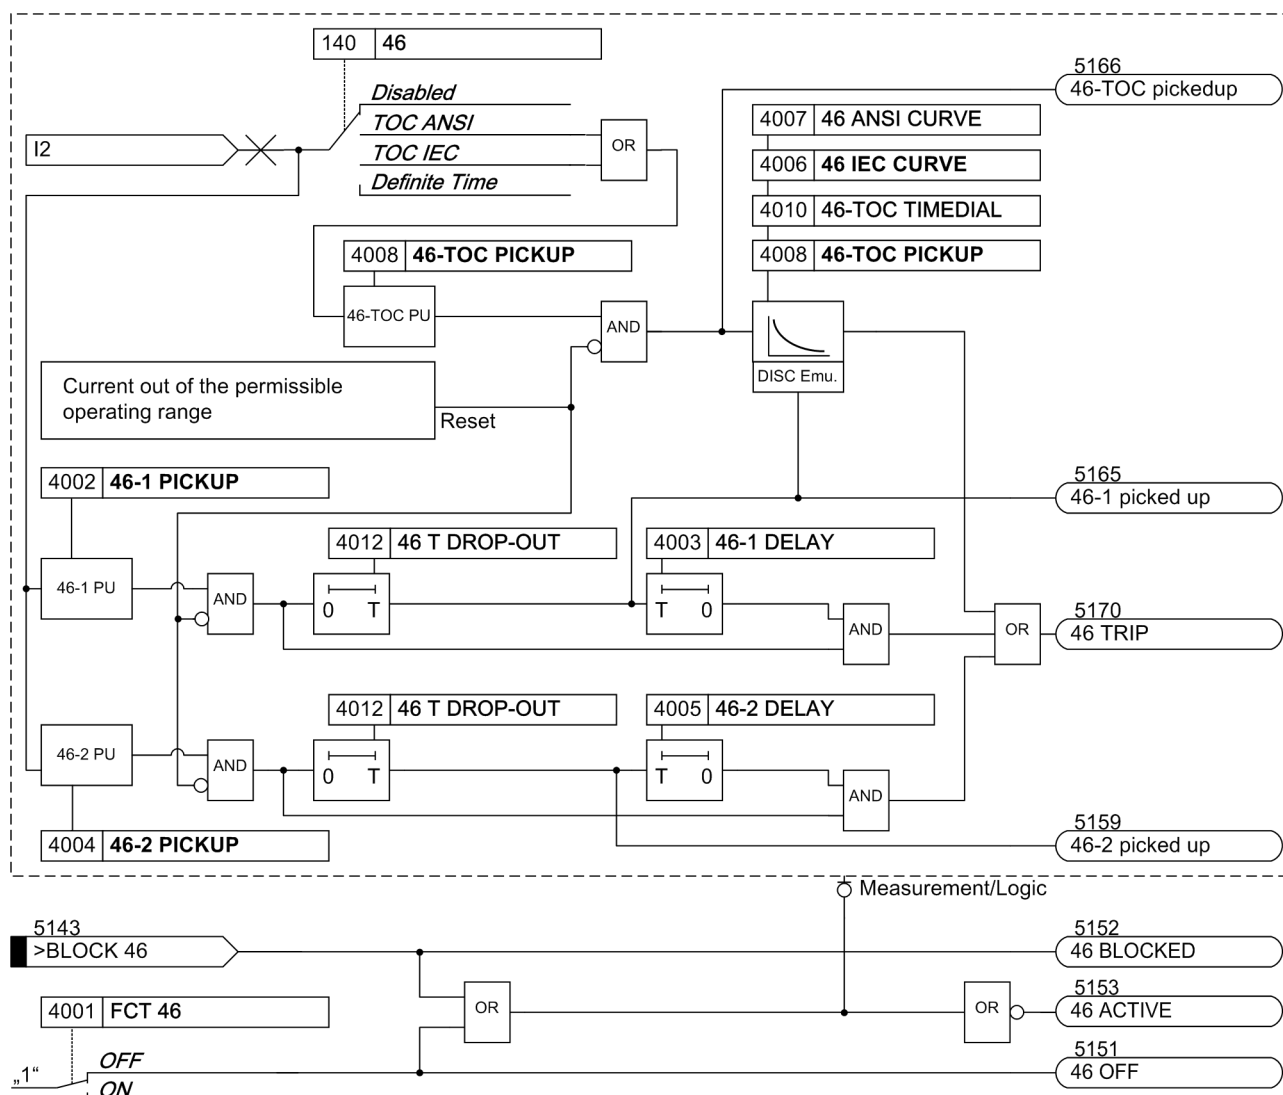 140 46
5166
46-TOC pickedup
Disabled
TOC ANSI
TOC IEC
Definite Time
I2
OR
4007 46 ANSI CURVE
4006 46 IEC CURVE
4010 46-TOC TIMEDIAL
4008 46-TOC PICKUP
4008 46-TOC PICKUP
46-TOC PU
AND
DISC Emu.
Current out of the permissible
operating range
Reset
4002 46-1 PICKUP
5165
46-1 picked up
4012 46 T DROP-OUT
4003 46-1 DELAY
46-1 PU
AND
0 T
T 0
AND
OR
5170
46 TRIP
4012 46 T DROP-OUT
4005 46-2 DELAY
46-2 PU
AND
0 T
T 0
AND
4004 46-2 PICKUP
5159
46-2 picked up
Measurement/Logic
5143
>BLOCK 46
5152
46 BLOCKED
4001 FCT 46
OR
OR
5153
46 ACTIVE
5151
46 OFF
„1“
OFF
ON